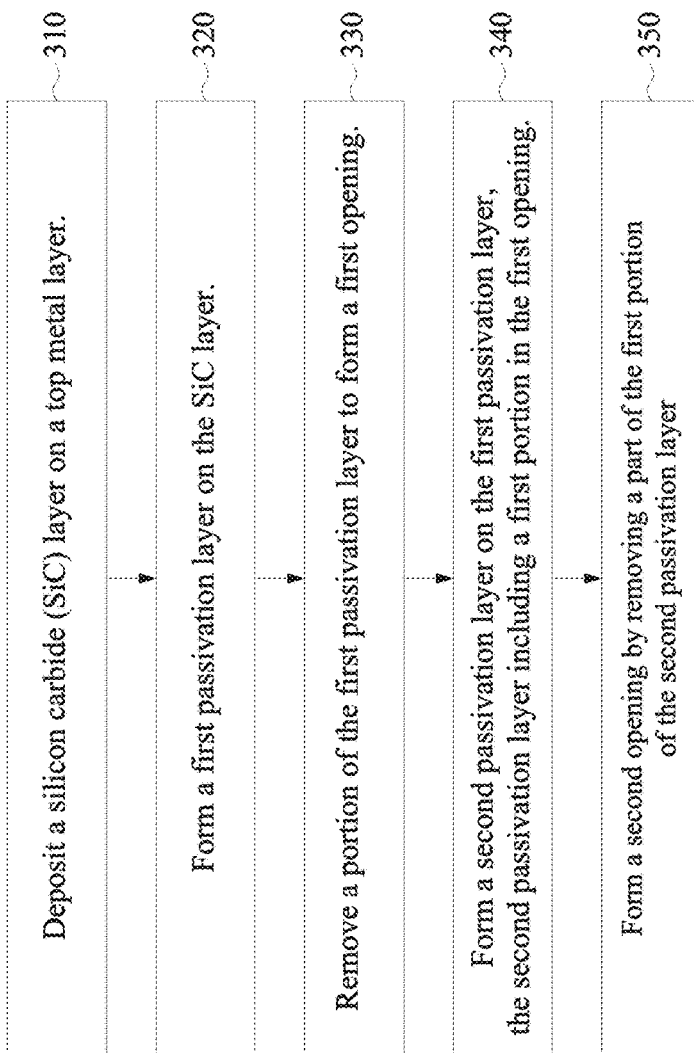 Deposit a silicon carbide (SiC) layer on a top metal layer.
310
Form a first passivation layer on the SiC layer.
320
Remove a portion of the first passivation layer to form a first opening.
330
Form a second passivation layer on the first passivation layer,
the second passivation layer including a first portion in the first opening.
340
Form a second opening by removing a part of the first portion
of the second passivation layer
350